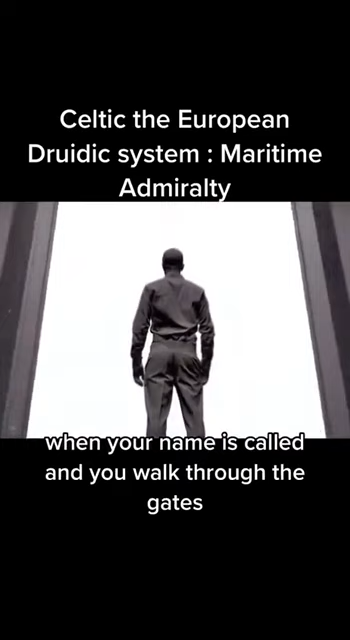 Celtic the European
Druidic system : Maritime
Admiralty
when your name is called
and you walk through the
gates